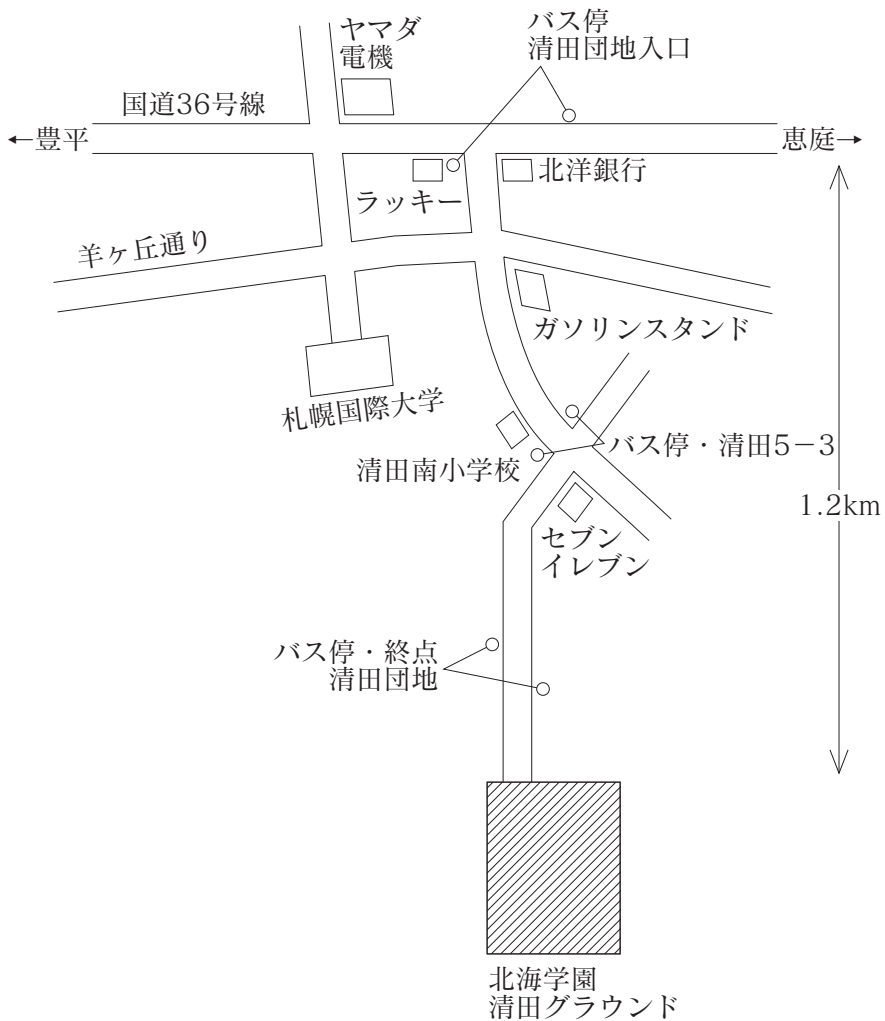 ヤマダ
電機
バス停
清田団地入口
国道36号線
←豊平
恵庭→
ラッキー
北洋銀行
羊ヶ丘通り
ガソリンスタンド
札幌国際大学
バス停・清田5－3
清田南小学校
1.2km
セブン
イレブン
バス停・終点
清田団地
北海学園
清田グラウンド